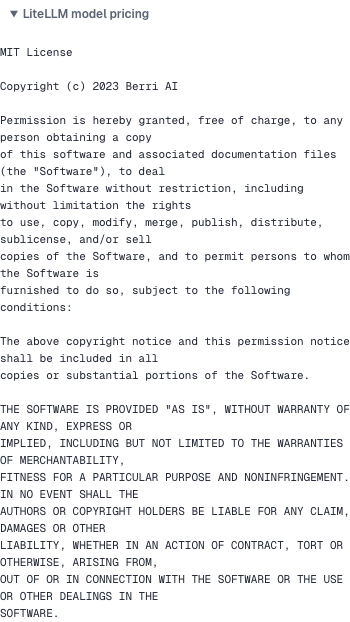 ▼ LiteLLM model pricing
MIT License
Copyright (c) 2023 Berri AI
Permission is hereby granted, free of charge, to any
person obtaining a copy
of this software and associated documentation files
(the "Software"), to deal
in the Software without restriction, including
without limitation the rights
to use, copy, modify, merge, publish, distribute,
sublicense, and/or sell
copies of the Software, and to permit persons to whom
the Software is
furnished to do so, subject to the following
conditions:
The above copyright notice and this permission notice
shall be included in all
copies or substantial portions of the Software.
THE SOFTWARE IS PROVIDED "AS IS", WITHOUT WARRANTY OF
ANY KIND, EXPRESS OR
IMPLIED, INCLUDING BUT NOT LIMITED TO THE WARRANTIES
OF MERCHANTABILITY,
FITNESS FOR A PARTICULAR PURPOSE AND NONINFRINGEMENT.
IN NO EVENT SHALL THE
AUTHORS OR COPYRIGHT HOLDERS BE LIABLE FOR ANY CLAIM,
DAMAGES OR OTHER
LIABILITY, WHETHER IN AN ACTION OF CONTRACT, TORT OR
OTHERWISE, ARISING FROM,
OUT OF OR IN CONNECTION WITH THE SOFTWARE OR THE USE
OR OTHER DEALINGS IN THE
SOFTWARE.